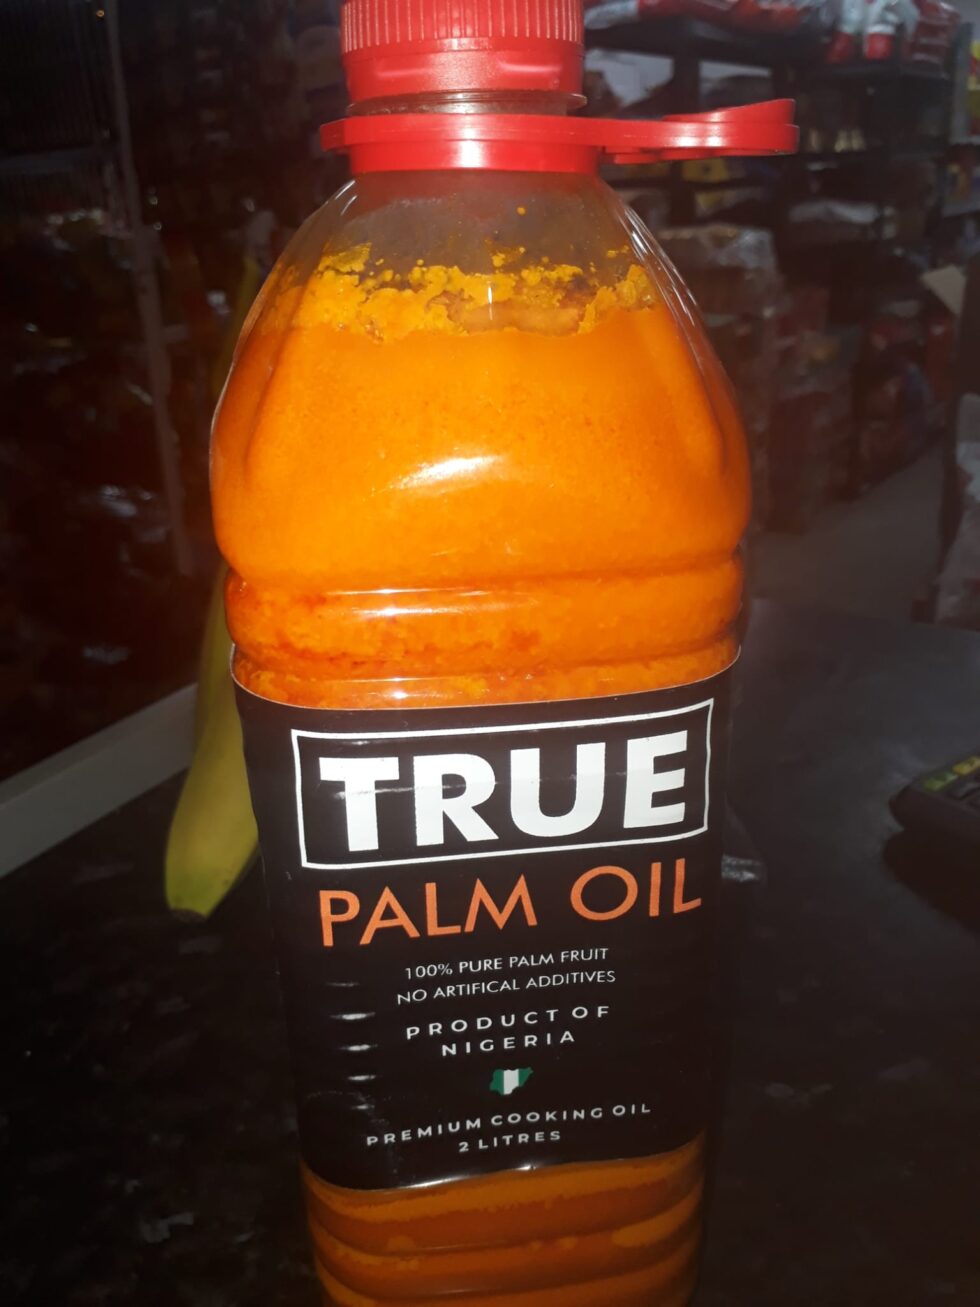 TRUE
PALM OIL
100% PURE PALM FRUIT
NO ARTIFICAL ADDITIVES
PRODUCT OF
NIGERIA
PREMIUM COOKING OIL
2 LITRES